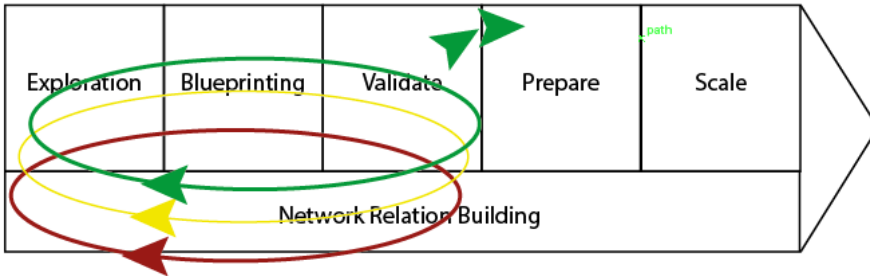 path
Exploration Blueprinting Validate Prepare Scale
Network Relation Building